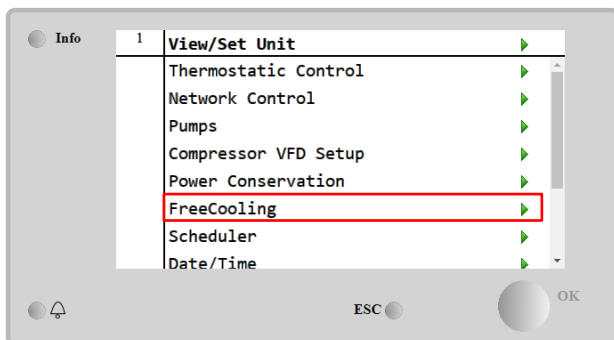 Info
1 View/Set Unit
Thermostatic Control
Network Control
Pumps
Compressor VFD Setup
Power Conservation
FreeCooling
Scheduler
Date/Time
ESC
OK